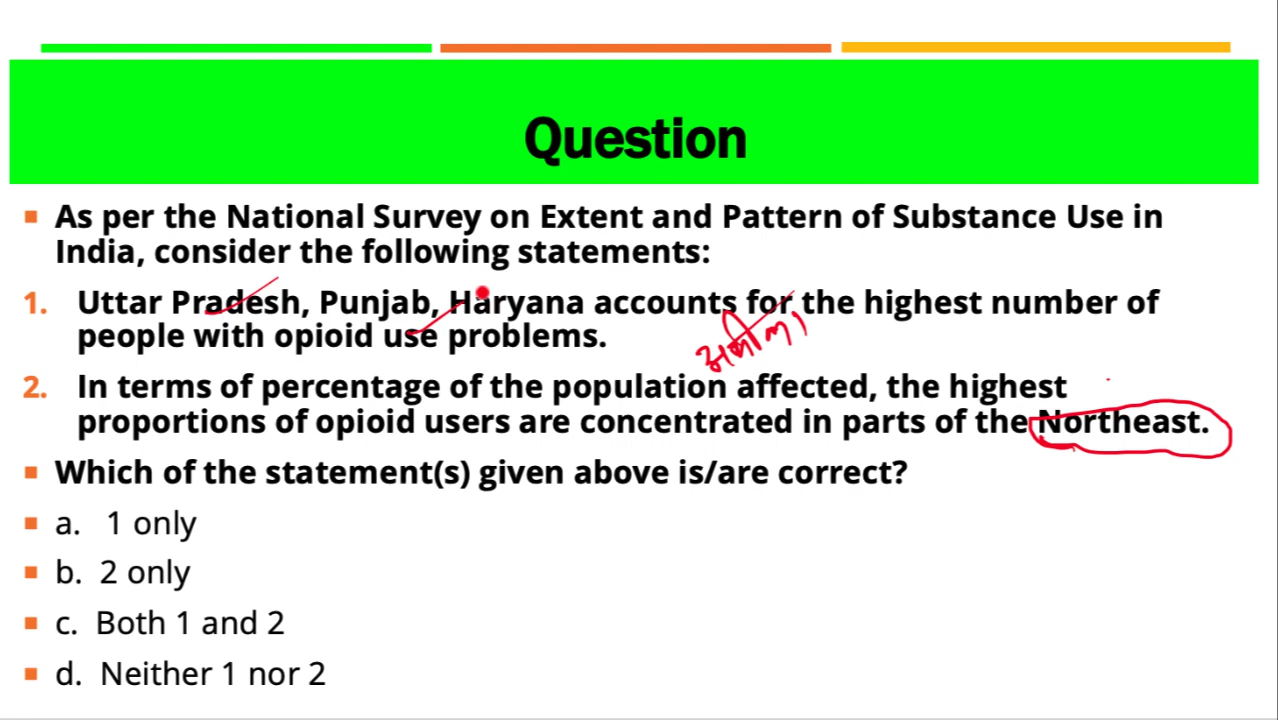 Question
As per the National Survey on Extent and Pattern of Substance Use in
India, consider the following statements:
1. Uttar Pradesh, Punjab, Haryana accounts for the highest number of
people with opioid use problems.
2. In terms of percentage of the population affected, the highest
proportions of opioid users are concentrated in parts of the Northeast.
Which of the statement(s) given above is/are correct?
a. 1 only
b. 2 only
c. Both 1 and 2
d. Neither 1 nor 2